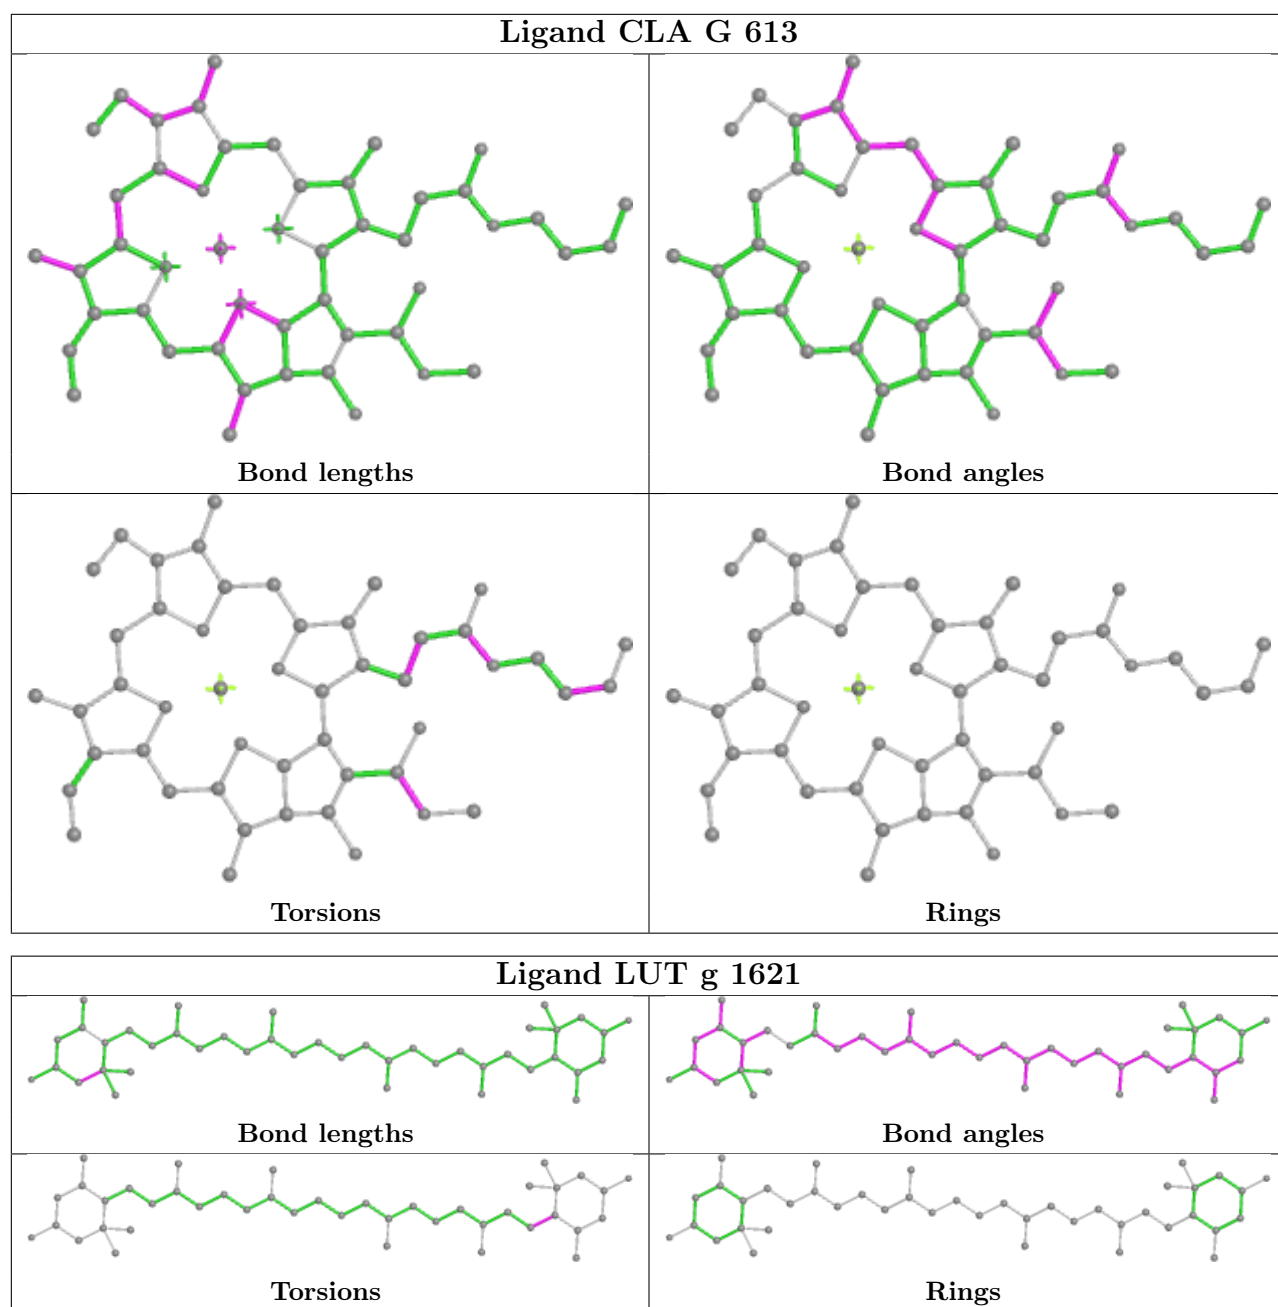 Ligand CLA G 613
Bond lengths
Bond angles
Torsions
Rings
Ligand LUT g 1621
Bond lengths
Bond angles
Torsions
Rings